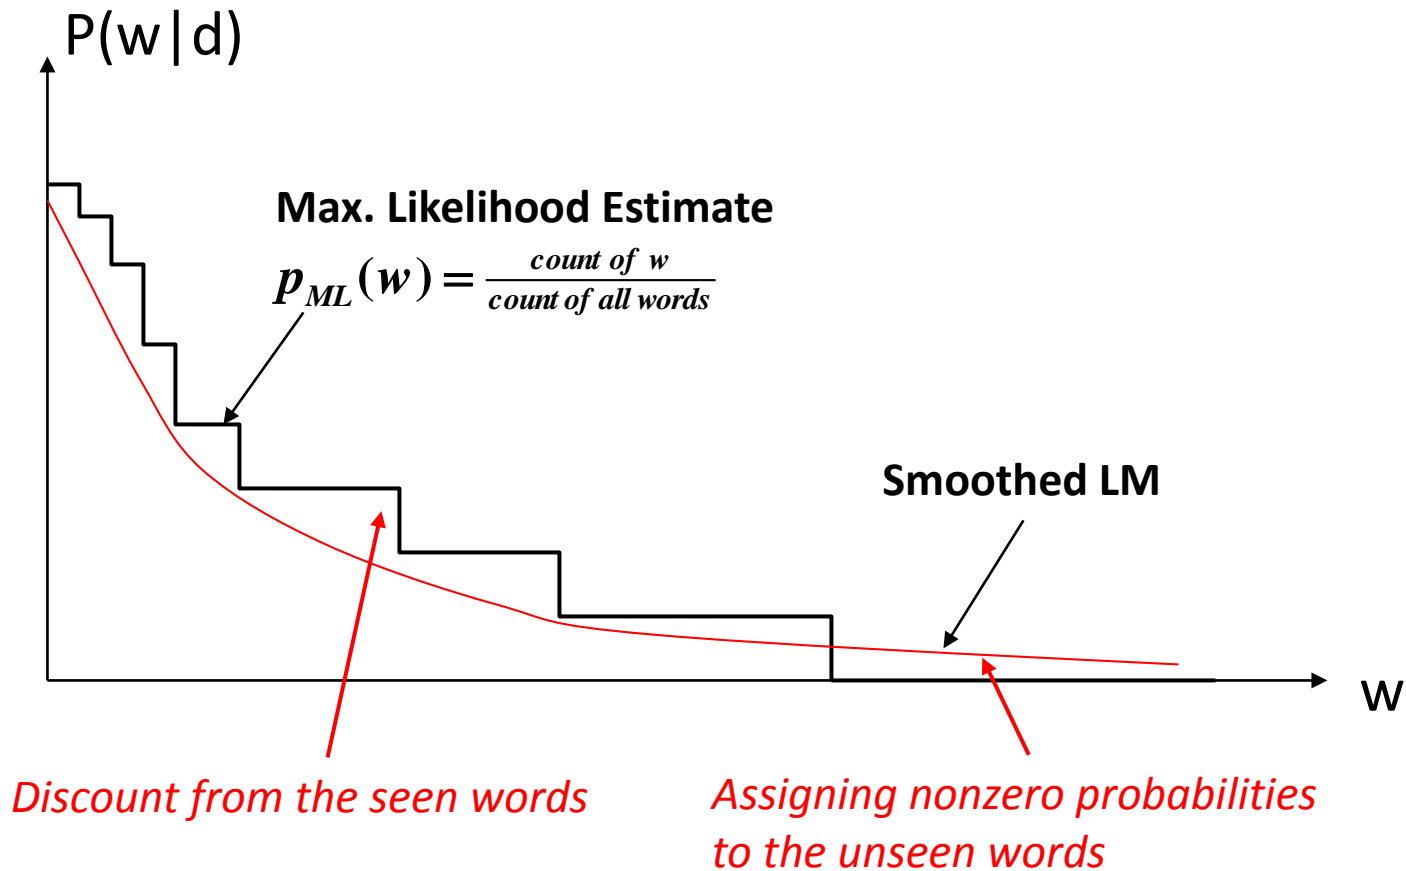 P(w|d)
Max. Likelihood Estimate
p_ML(w) = count of w / count of all words
Smoothed LM
w
Discount from the seen words
Assigning nonzero probabilities
to the unseen words